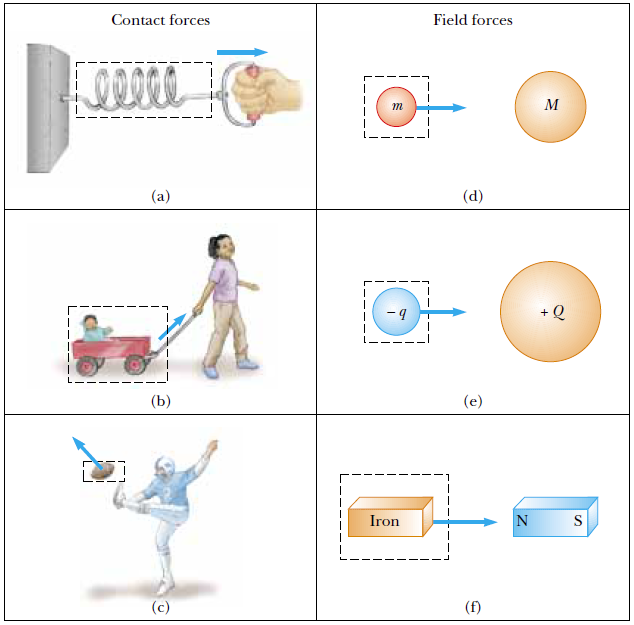 Contact forces
Field forces
(a)
m
M
(d)
(b)
– q
+ Q
(e)
(c)
Iron
N S
(f)